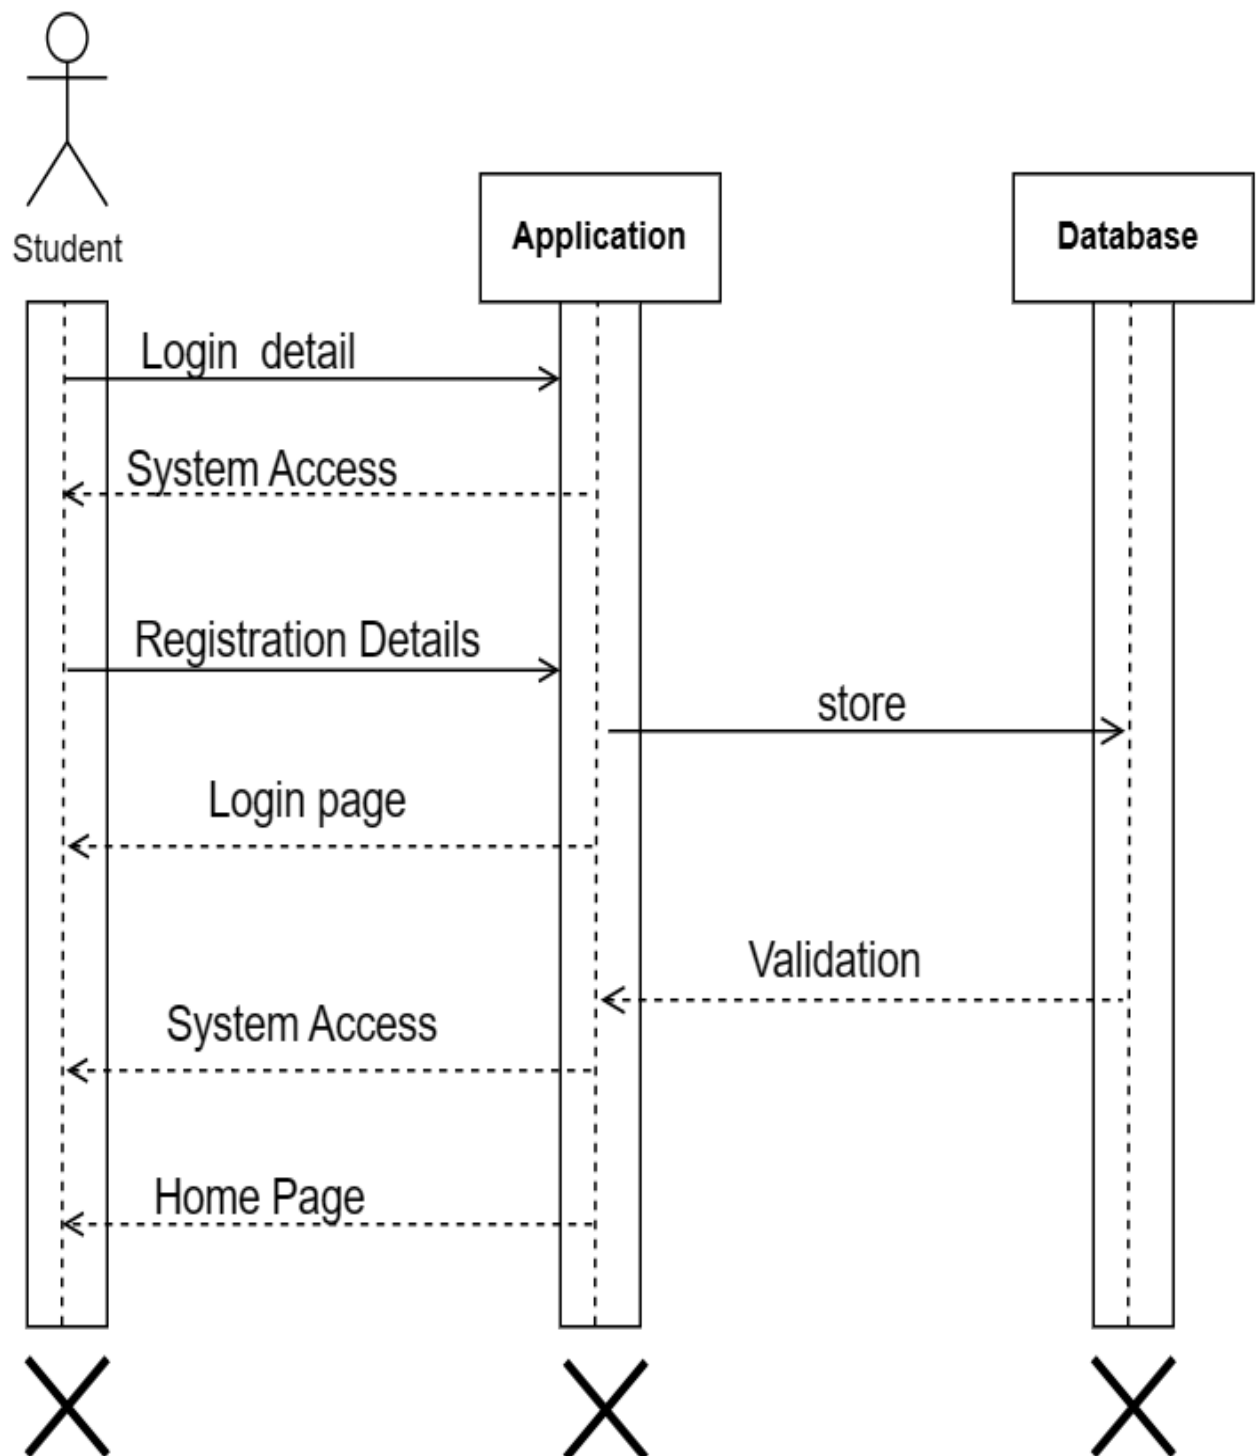 Student
Application
Database
Login detail
System Access
Registration Details
store
Login page
Validation
System Access
Home Page